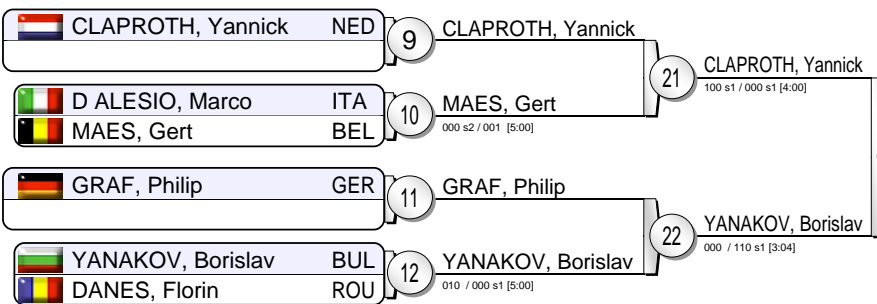 CLAPROTH, Yannick NED
9
CLAPROTH, Yannick
D ALESIO, Marco ITA
MAES, Gert BEL
10
MAES, Gert
000 s2 / 001 [5:00]
21
CLAPROTH, Yannick
100 s1 / 000 s1 [4:00]
GRAF, Philip GER
11
GRAF, Philip
YANAKOV, Borislav BUL
DANES, Florin ROU
12
YANAKOV, Borislav
010 / 000 s1 [5:00]
22
YANAKOV, Borislav
000 / 110 s1 [3:04]